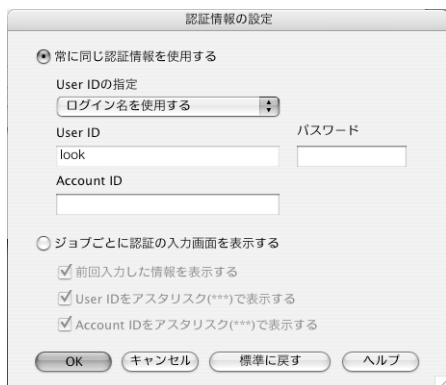 認証情報の設定
常に同じ認証情報を使用する
User IDの指定
ログイン名を使用する
User ID
パスワード
look
Account ID
ジョブごとに認証の入力画面を表示する
前回入力した情報を表示する
User IDをアスタリスク(***)で表示する
Account IDをアスタリスク(***)で表示する
OK
キャンセル
標準に戻す
ヘルプ